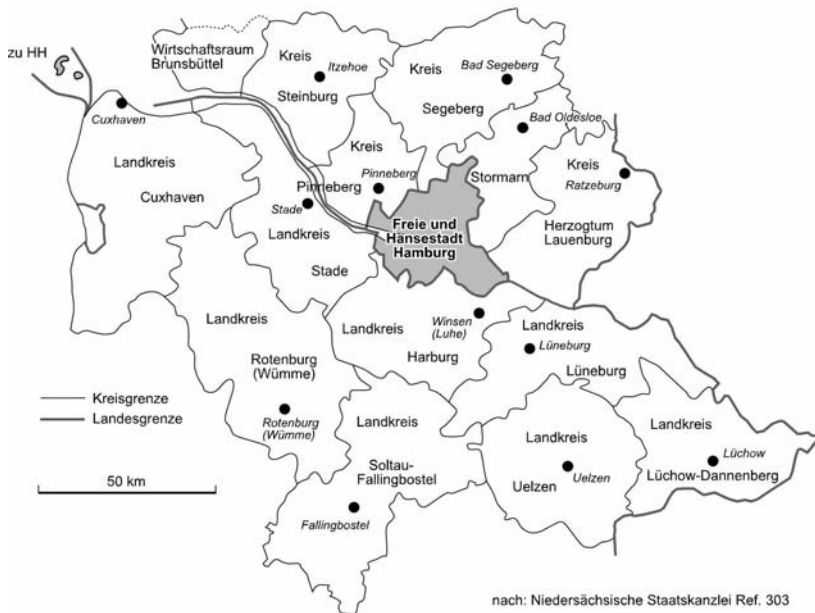 zu HH
Wirtschaftsraum
Brunsbüttel
Kreis
Itzehoe
Steinburg
Kreis
Bad Segeberg
Segeberg
Cuxhaven
Landkreis
Cuxhaven
Kreis
Pinneberg
Pinneberg
Bad Oldesloe
Stormarn
Kreis
Ratzeburg
Herzogtum
Lauenburg
Stade
Landkreis
Stade
Freie und
Hansestadt
Hamburg
Landkreis
Rotenburg
(Wümme)
Rotenburg
(Wümme)
Landkreis
Winsen
(Luhe)
Harburg
Landkreis
Lüneburg
Lüneburg
Kreisgrenze
Landesgrenze
50 km
Landkreis
Soltau-
Fallingbostel
Fallingbostel
Landkreis
Uelzen
Uelzen
Landkreis
Lüchow
Lüchow-Dannenberg
nach: Niedersächsische Staatskanzlei Ref. 303